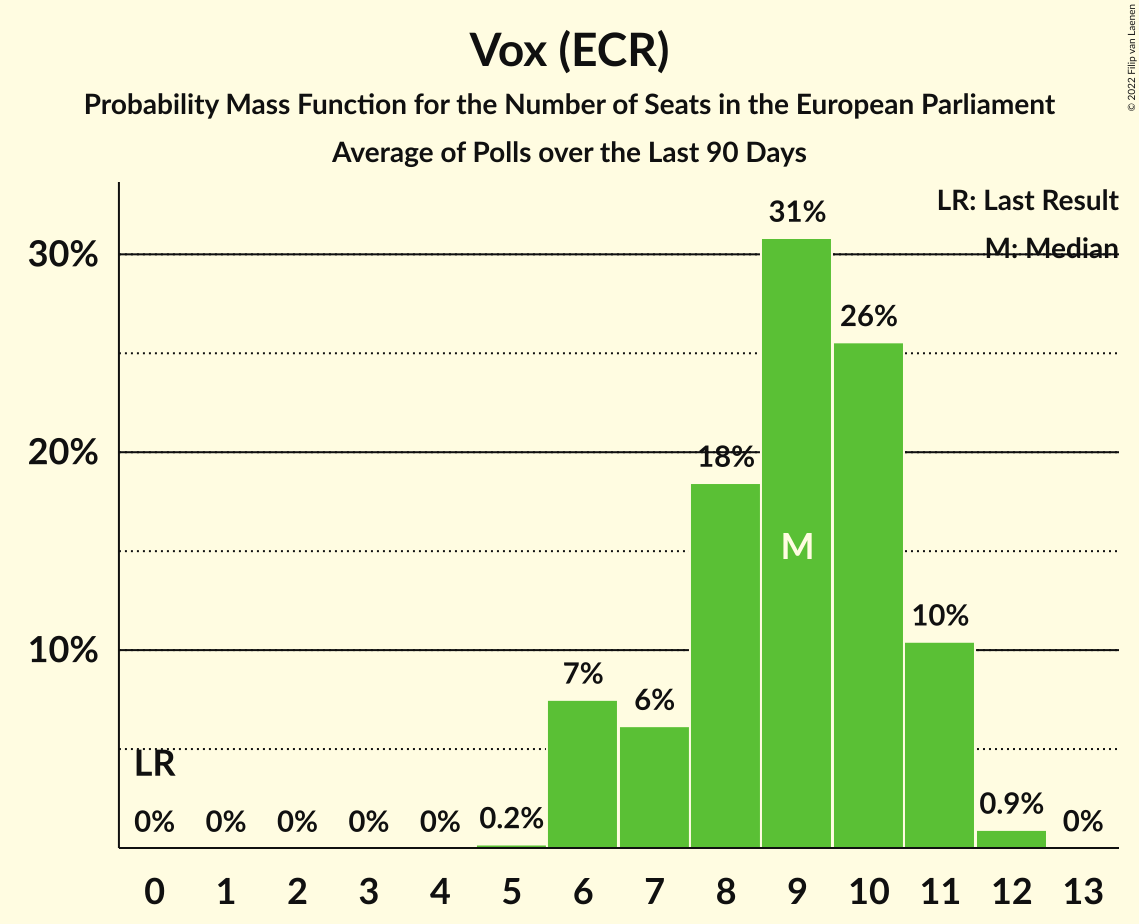 Vox (ECR)
Probability Mass Function for the Number of Seats in the European Parliament
Average of Polls over the Last 90 Days
© 2022 Filip van Laenen
LR: Last Result
M: Median
30%
20%
10%
31%
26%
18%
M
10%
7%
6%
LR
0% 0% 0% 0% 0% 0.2% 0.9% 0%
0 1 2 3 4 5 6 7 8 9 10 11 12 13